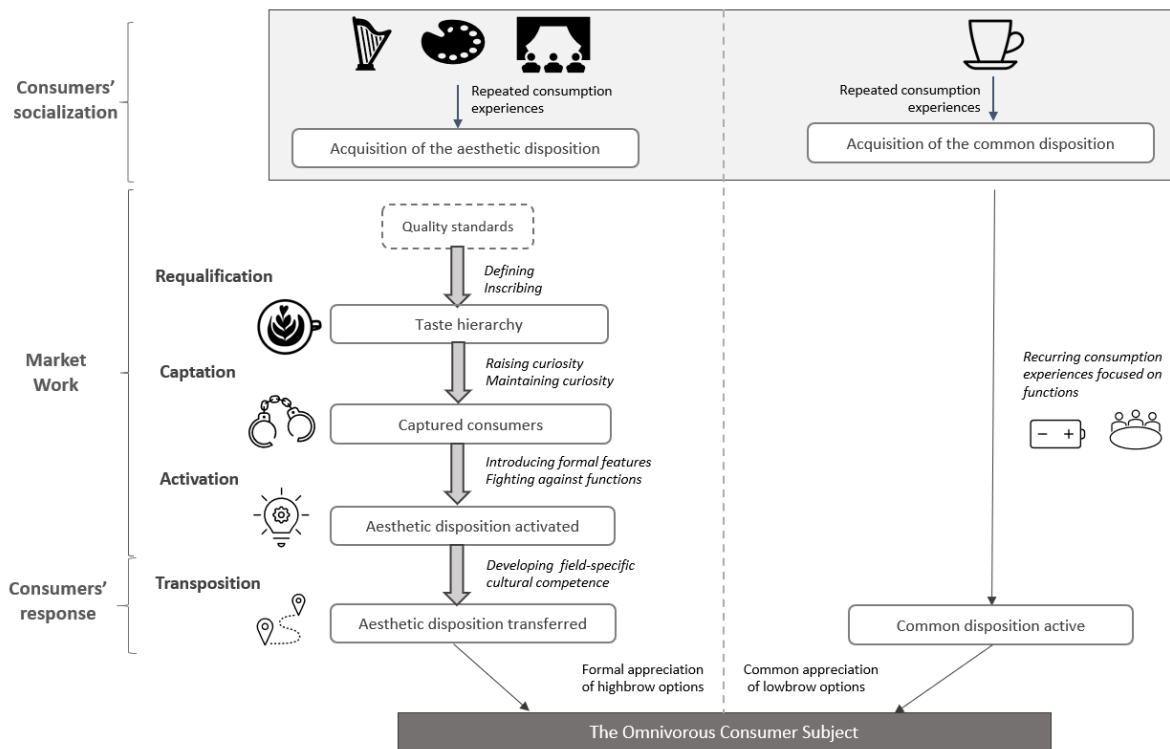 Consumers'
socialization
Repeated consumption
experiences
Acquisition of the aesthetic disposition
Repeated consumption
experiences
Acquisition of the common disposition
Market
Work
Quality standards
Requalification
Defining
Inscribing
Taste hierarchy
Captation
Raising curiosity
Maintaining curiosity
Captured consumers
Activation
Introducing formal features
Fighting against functions
Aesthetic disposition activated
Recurring consumption
experiences focused on
functions
− +
Consumers'
response
Transposition
Developing field-specific
cultural competence
Aesthetic disposition transferred
Common disposition active
Formal appreciation
of highbrow options
Common appreciation
of lowbrow options
The Omnivorous Consumer Subject